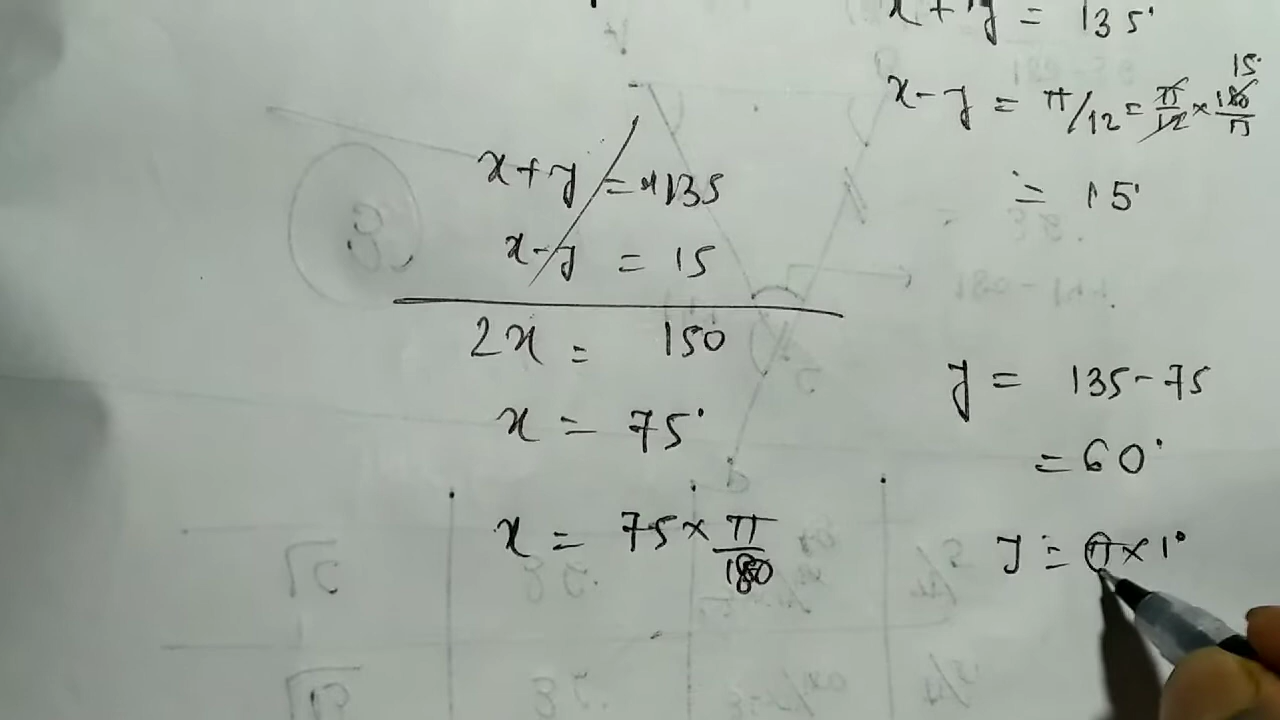 x + y = 135°
x - y = π/12 = π/12 × 180/π
15
= 15°
x + y = 135
x - y = 15
2x = 150
x = 75°
x = 75 × π/180
y = 135 - 75
= 60°
y = π × 1°